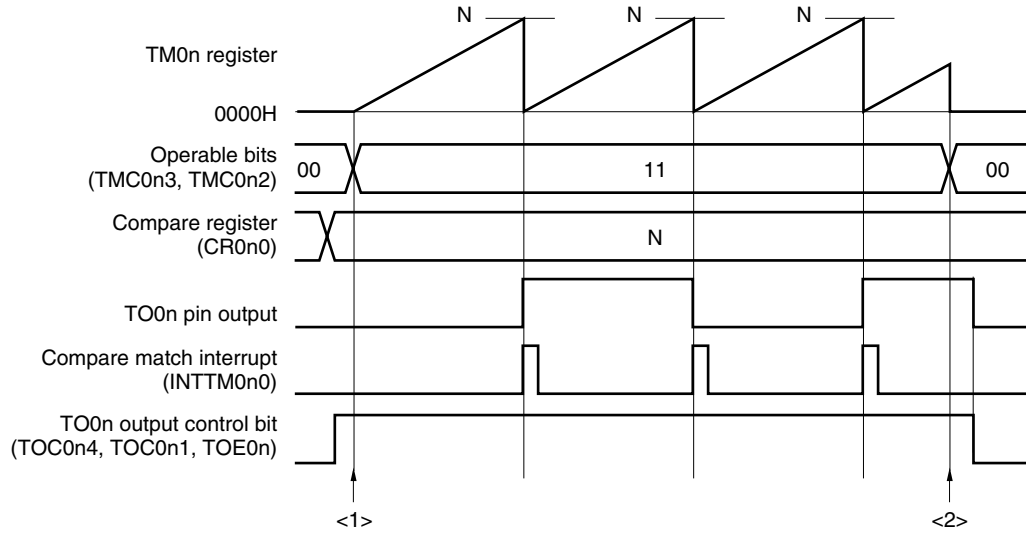 N N N
TM0n register
0000H
Operable bits
(TMC0n3, TMC0n2)
00 11 00
Compare register
(CR0n0)
N
TO0n pin output
Compare match interrupt
(INTTM0n0)
TO0n output control bit
(TOC0n4, TOC0n1, TOE0n)
<1> <2>